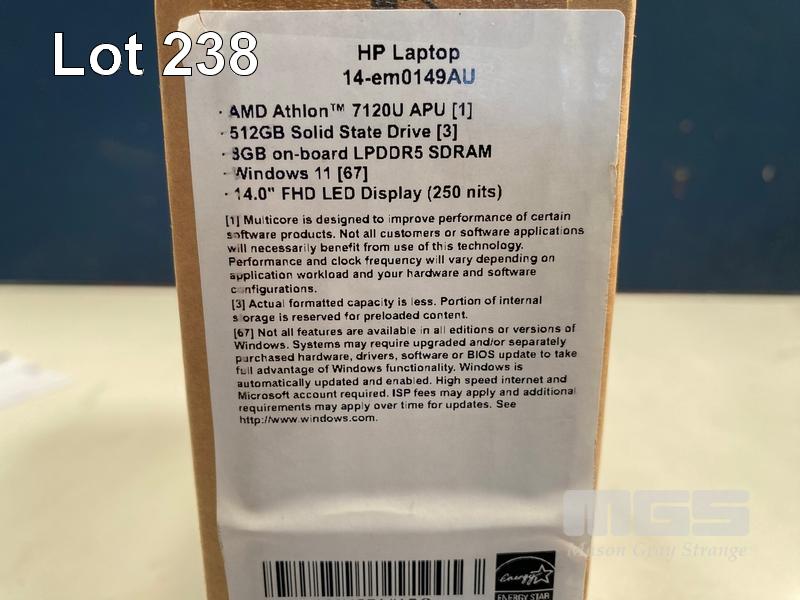 Lot 238
HP Laptop
14-em0149AU
· AMD Athlon™ 7120U APU [1]
· 512GB Solid State Drive [3]
· 8GB on-board LPDDR5 SDRAM
· Windows 11 [67]
· 14.0" FHD LED Display (250 nits)
[1] Multicore is designed to improve performance of certain
software products. Not all customers or software applications
will necessarily benefit from use of this technology.
Performance and clock frequency will vary depending on
application workload and your hardware and software
configurations.
[3] Actual formatted capacity is less. Portion of internal
storage is reserved for preloaded content.
[67] Not all features are available in all editions or versions of
Windows. Systems may require upgraded and/or separately
purchased hardware, drivers, software or BIOS update to take
full advantage of Windows functionality. Windows is
automatically updated and enabled. High speed internet and
Microsoft account required. ISP fees may apply and additional
requirements may apply over time for updates. See
http://www.windows.com.
MGS
Mason Gray Strange
energy
ENERGY STAR